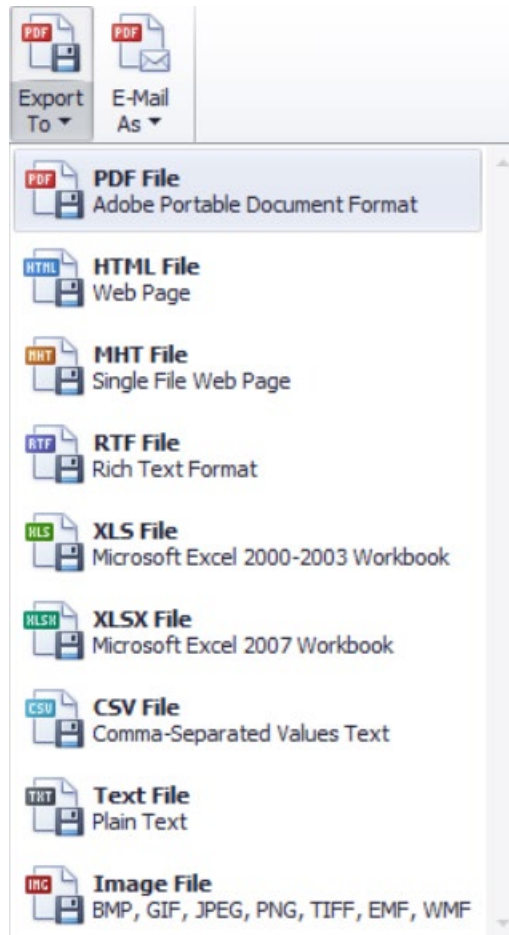 PDF PDF
Export E-Mail
To As
PDF PDF File
Adobe Portable Document Format
HTML HTML File
Web Page
MHT MHT File
Single File Web Page
RTF RTF File
Rich Text Format
XLS XLS File
Microsoft Excel 2000-2003 Workbook
XLSX XLSX File
Microsoft Excel 2007 Workbook
CSV CSV File
Comma-Separated Values Text
TXT Text File
Plain Text
IMG Image File
BMP, GIF, JPEG, PNG, TIFF, EMF, WMF